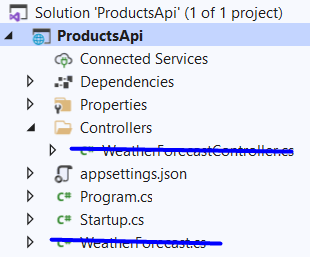 Solution 'ProductsApi' (1 of 1 project)
ProductsApi
Connected Services
Dependencies
Properties
Controllers
WeatherForecastController.cs
appsettings.json
C# Program.cs
C# Startup.cs
C# WeatherForecast.cs